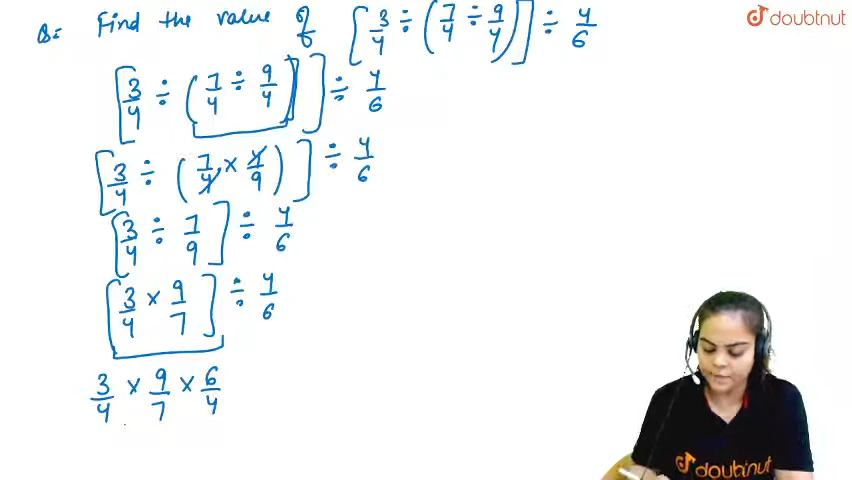 Q= Find the value of [3/4 ÷ (7/4 ÷ 9/4)] ÷ 4/6
doubtnut
[3/4 ÷ (7/4 ÷ 9/4)] ÷ 4/6
[3/4 ÷ (7/4 × 4/9)] ÷ 4/6
[3/4 ÷ 7/9] ÷ 4/6
[3/4 × 9/7] ÷ 4/6
3/4 × 9/7 × 6/4
doubtnut